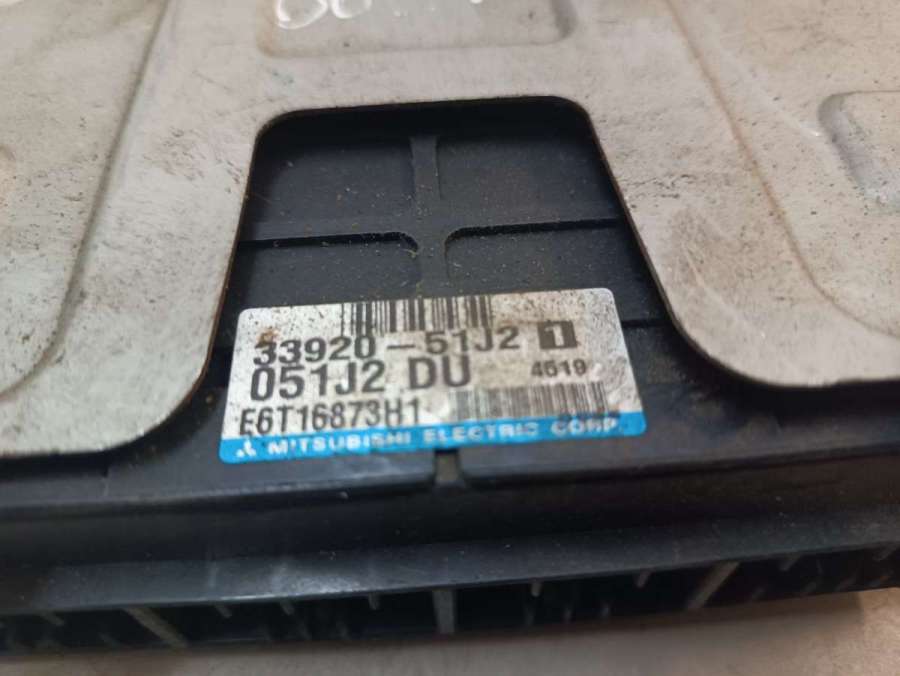 33920-51J2 1
051J2 DU 4519
E6T16873H1
MITSUBISHI ELECTRIC CORP.